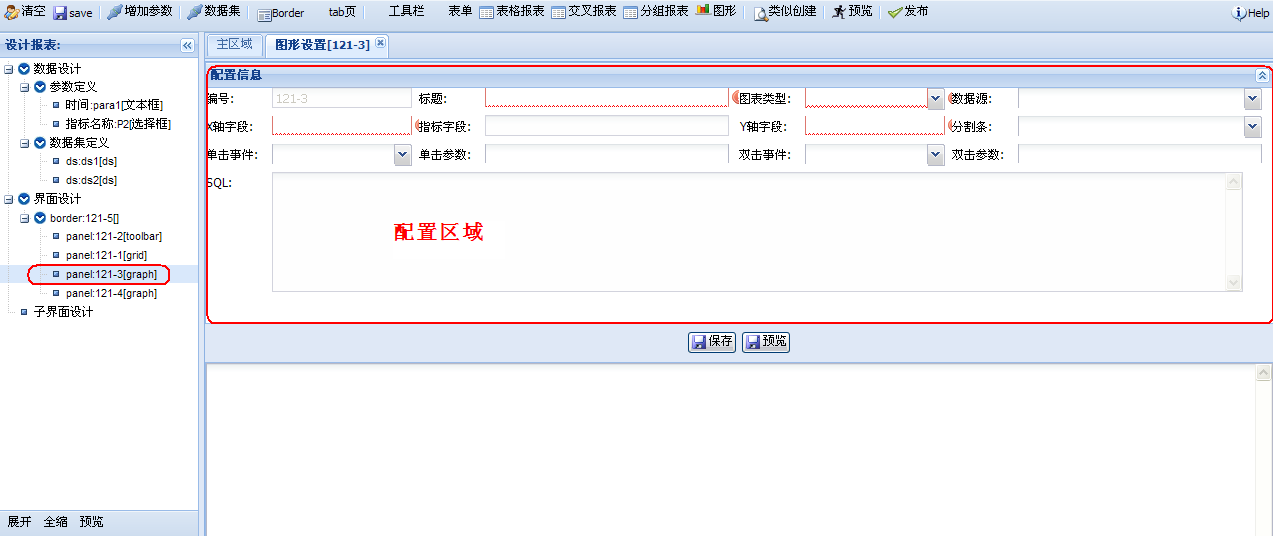 清空 save 增加参数 数据集 Border tab页 工具栏 表单 表格报表 交叉报表 分组报表 图形 类似创建 预览 发布 Help
设计报表:
数据设计
参数定义
时间:para1[文本框]
指标名称:P2[选择框]
数据集定义
ds:ds1[ds]
ds:ds2[ds]
界面设计
border:121-5[]
panel:121-2[toolbar]
panel:121-1[grid]
panel:121-3[graph]
panel:121-4[graph]
子界面设计
展开 全缩 预览
主区域 图形设置[121-3]
配置信息
编号: 121-3 标题: 图表类型: 数据源:
X轴字段: 指标字段: Y轴字段: 分割条:
单击事件: 单击参数: 双击事件: 双击参数:
SQL:
配置区域
保存 预览